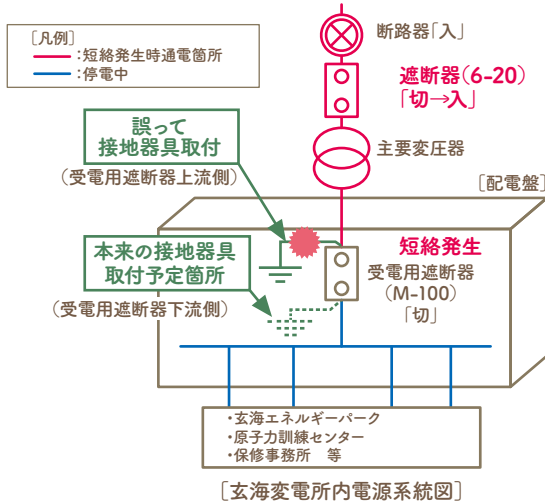 ［凡例］
：短絡発生時通電箇所
：停電中
断路器「入」
遮断器（6-20）
「切→入」
誤って
接地器具取付
（受電用遮断器上流側）
主要変圧器
［配電盤］
本来の接地器具
取付予定箇所
（受電用遮断器下流側）
短絡発生
受電用遮断器
（M-100）
「切」
・玄海エネルギーパーク
・原子力訓練センター
・保修事務所　等
［玄海変電所内電源系統図］